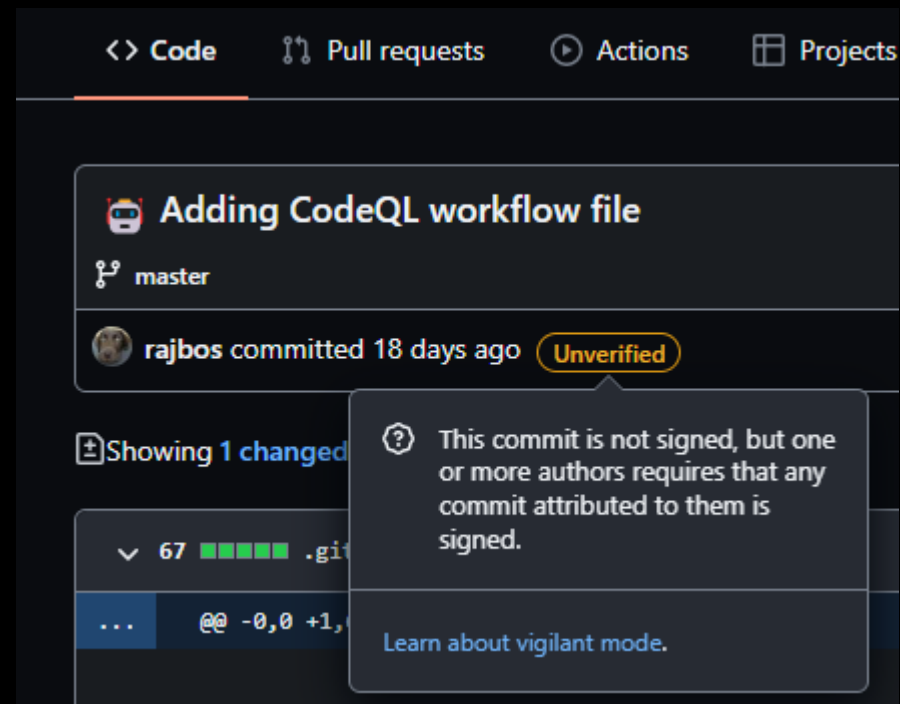 <> Code Pull requests Actions Projects
Adding CodeQL workflow file
master
rajbos committed 18 days ago Unverified
This commit is not signed, but one
or more authors requires that any
commit attributed to them is
signed.
Learn about vigilant mode.
Showing 1 changed
67 .git
... @@ -0,0 +1,